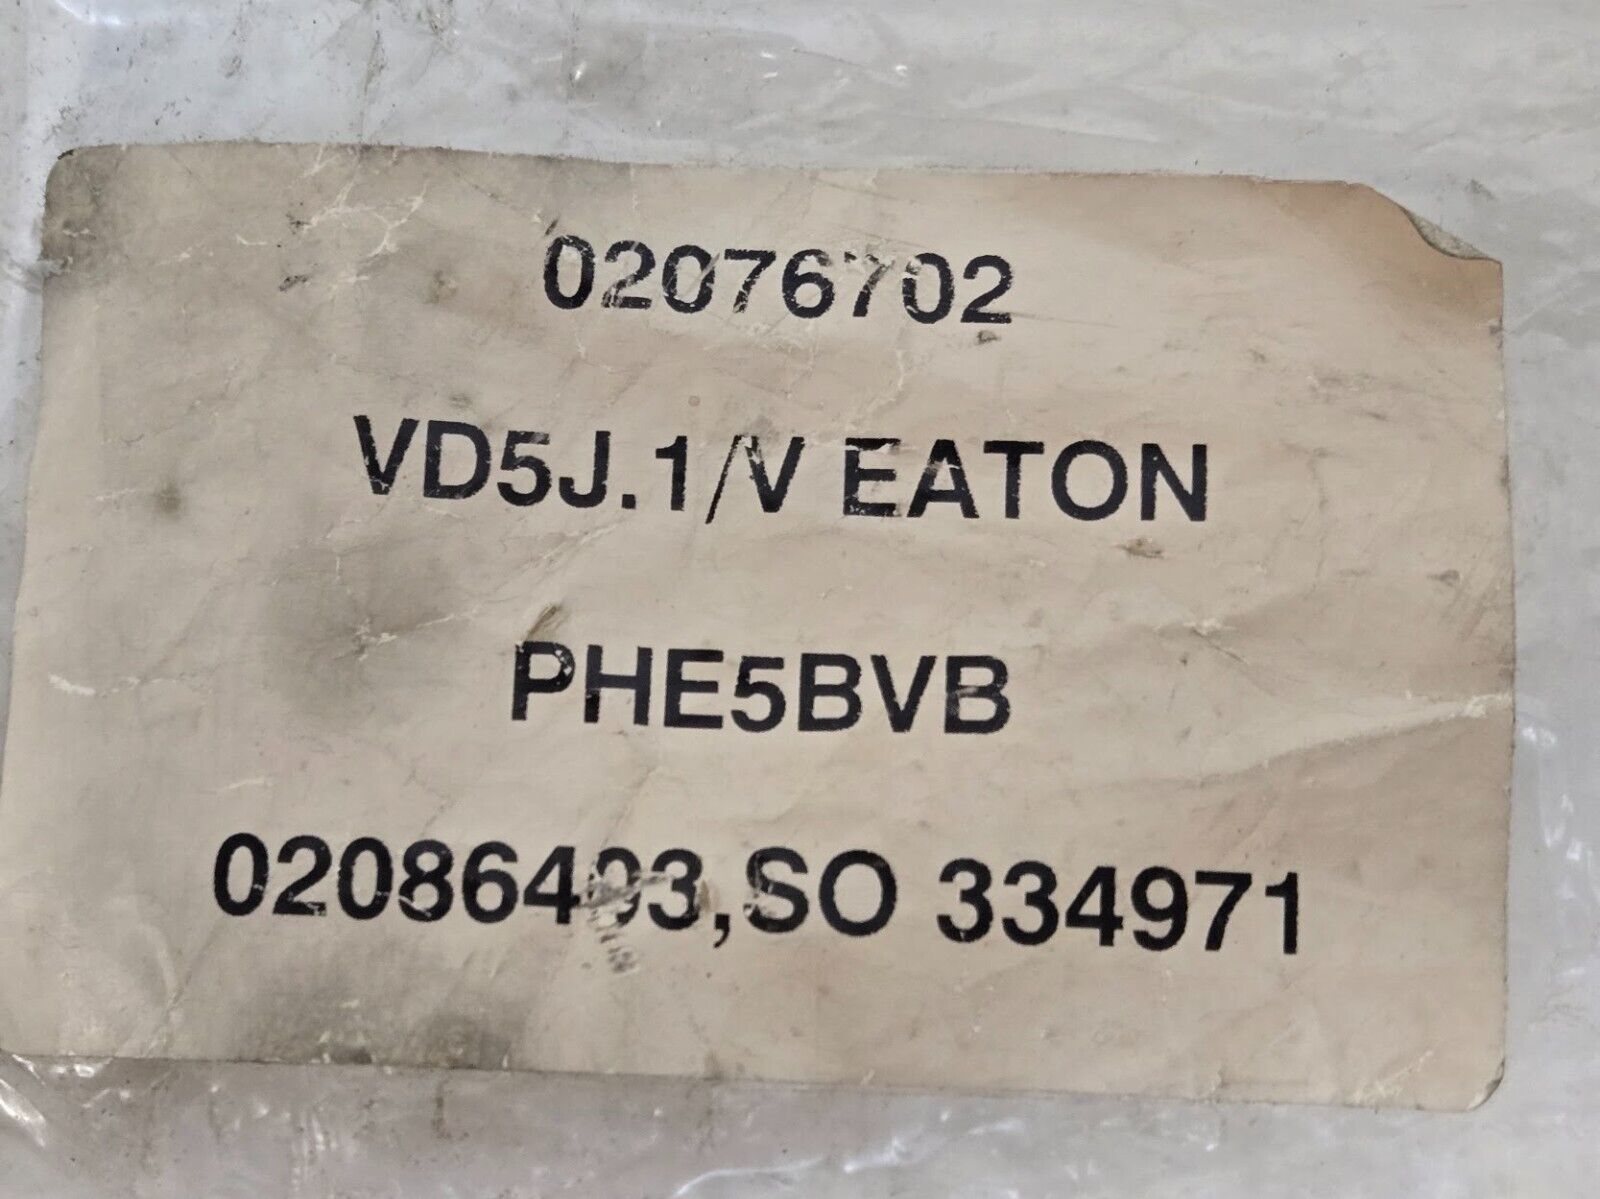 02076702
VD5J.1/V EATON
PHE5BVB
SO 334971